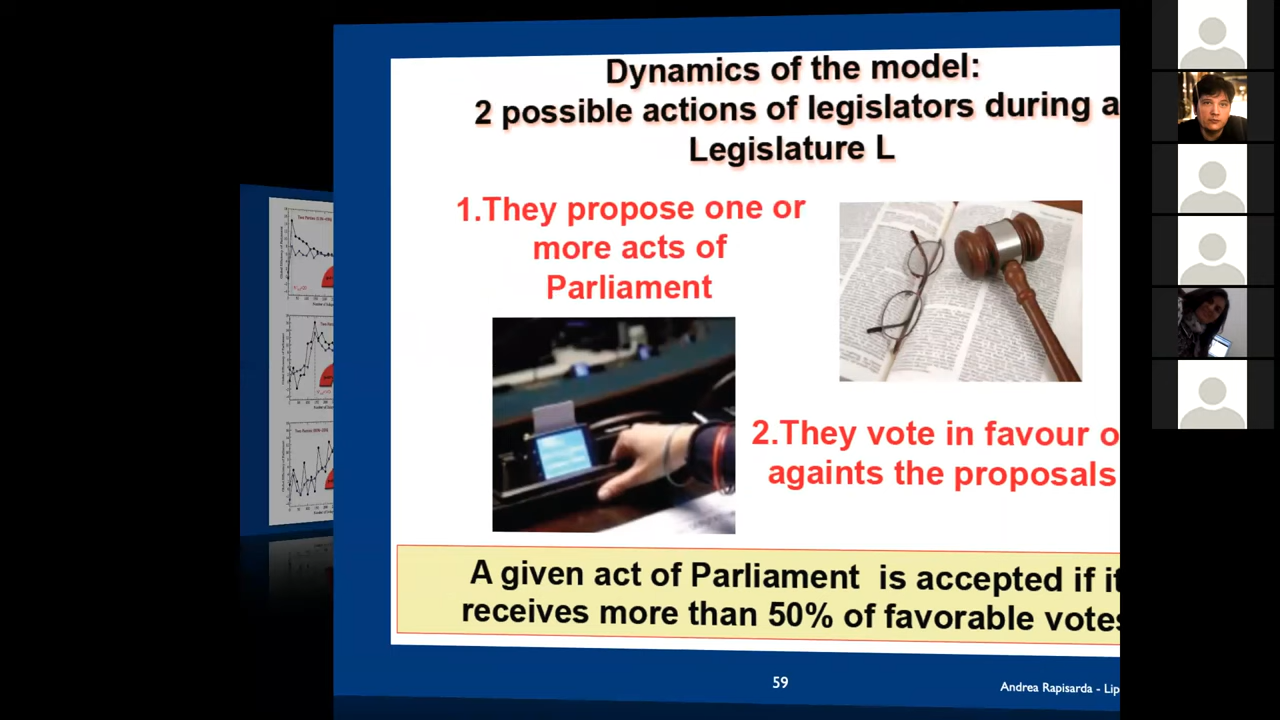 Dynamics of the model:
2 possible actions of legislators during a
Legislature L
1.They propose one or
more acts of
Parliament
2.They vote in favour o
againts the proposals
A given act of Parliament is accepted if it
receives more than 50% of favorable votes
59
Andrea Rapisarda - Lip